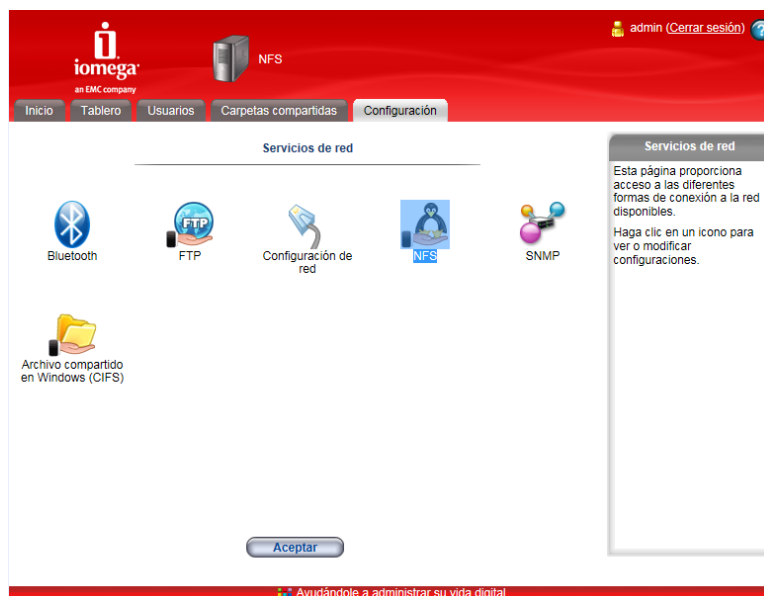 admin (Cerrar sesión)
iomega
an EMC company
NFS
Inicio Tablero Usuarios Carpetas compartidas Configuración
Servicios de red
Bluetooth
FTP
FTP
Configuración de
red
NFS
SNMP
Archivo compartido
en Windows (CIFS)
Aceptar
Servicios de red
Esta página proporciona
acceso a las diferentes
formas de conexión a la red
disponibles.
Haga clic en un icono para
ver o modificar
configuraciones.
Ayudándole a administrar su vida digital